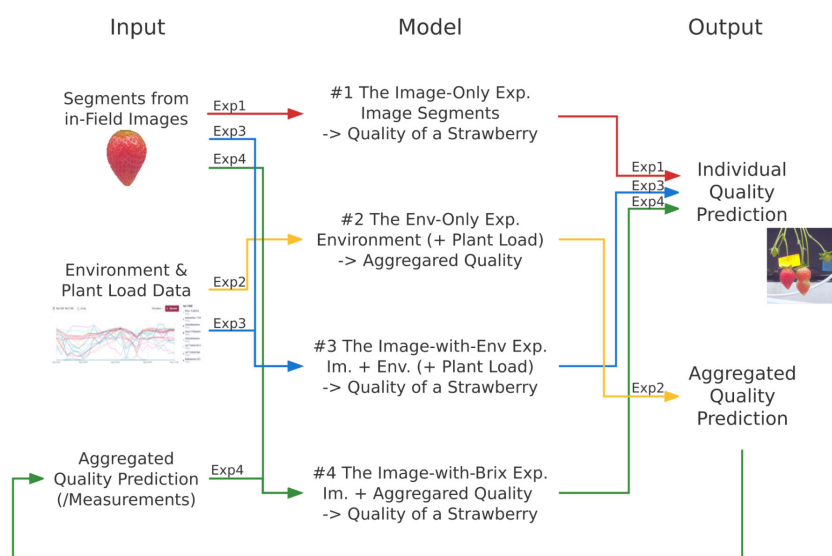 Input
Model
Output
Segments from
in-Field Images
Exp1
Exp3
Exp4
#1 The Image-Only Exp.
Image Segments
-> Quality of a Strawberry
Exp1
Exp3
Exp4
Individual
Quality
Prediction
#2 The Env-Only Exp.
Environment (+ Plant Load)
-> Aggregared Quality
Environment &
Plant Load Data
Exp2
Exp3
#3 The Image-with-Env Exp.
Im. + Env. (+ Plant Load)
-> Quality of a Strawberry
Exp2
Aggregated
Quality
Prediction
Aggregated
Quality Prediction
(/Measurements)
Exp4
#4 The Image-with-Brix Exp.
Im. + Aggregared Quality
-> Quality of a Strawberry